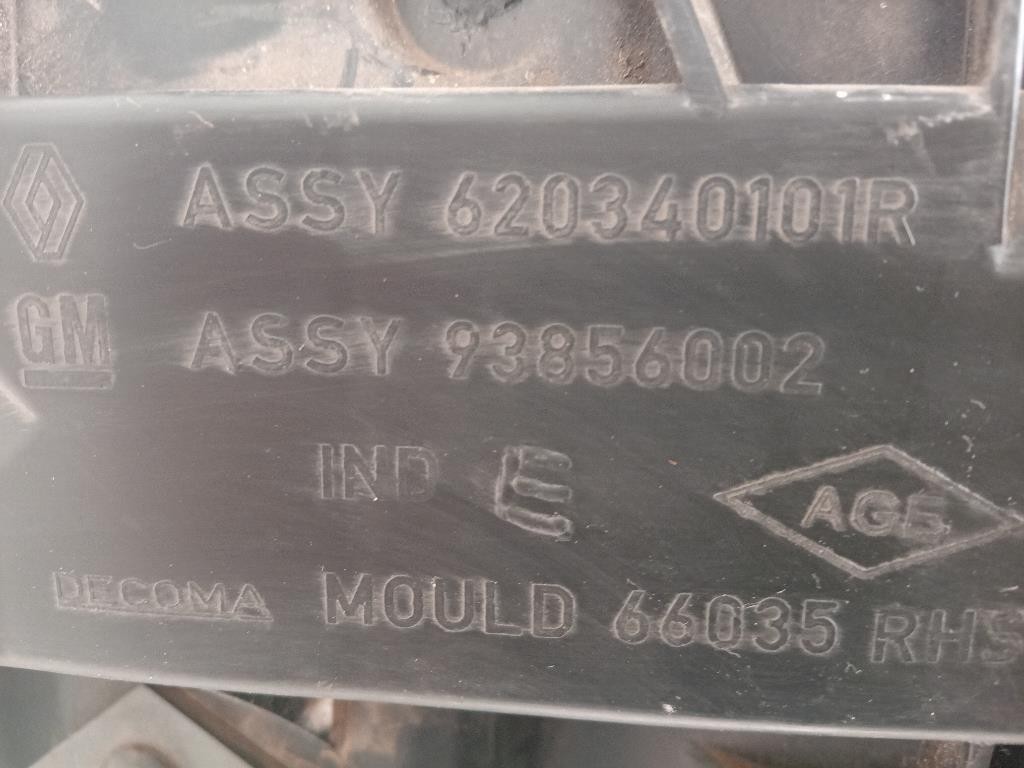 ASSY 620340101R
GM ASSY 93856002
IND E
AGE
DECOMA MOULD 66035 RHS